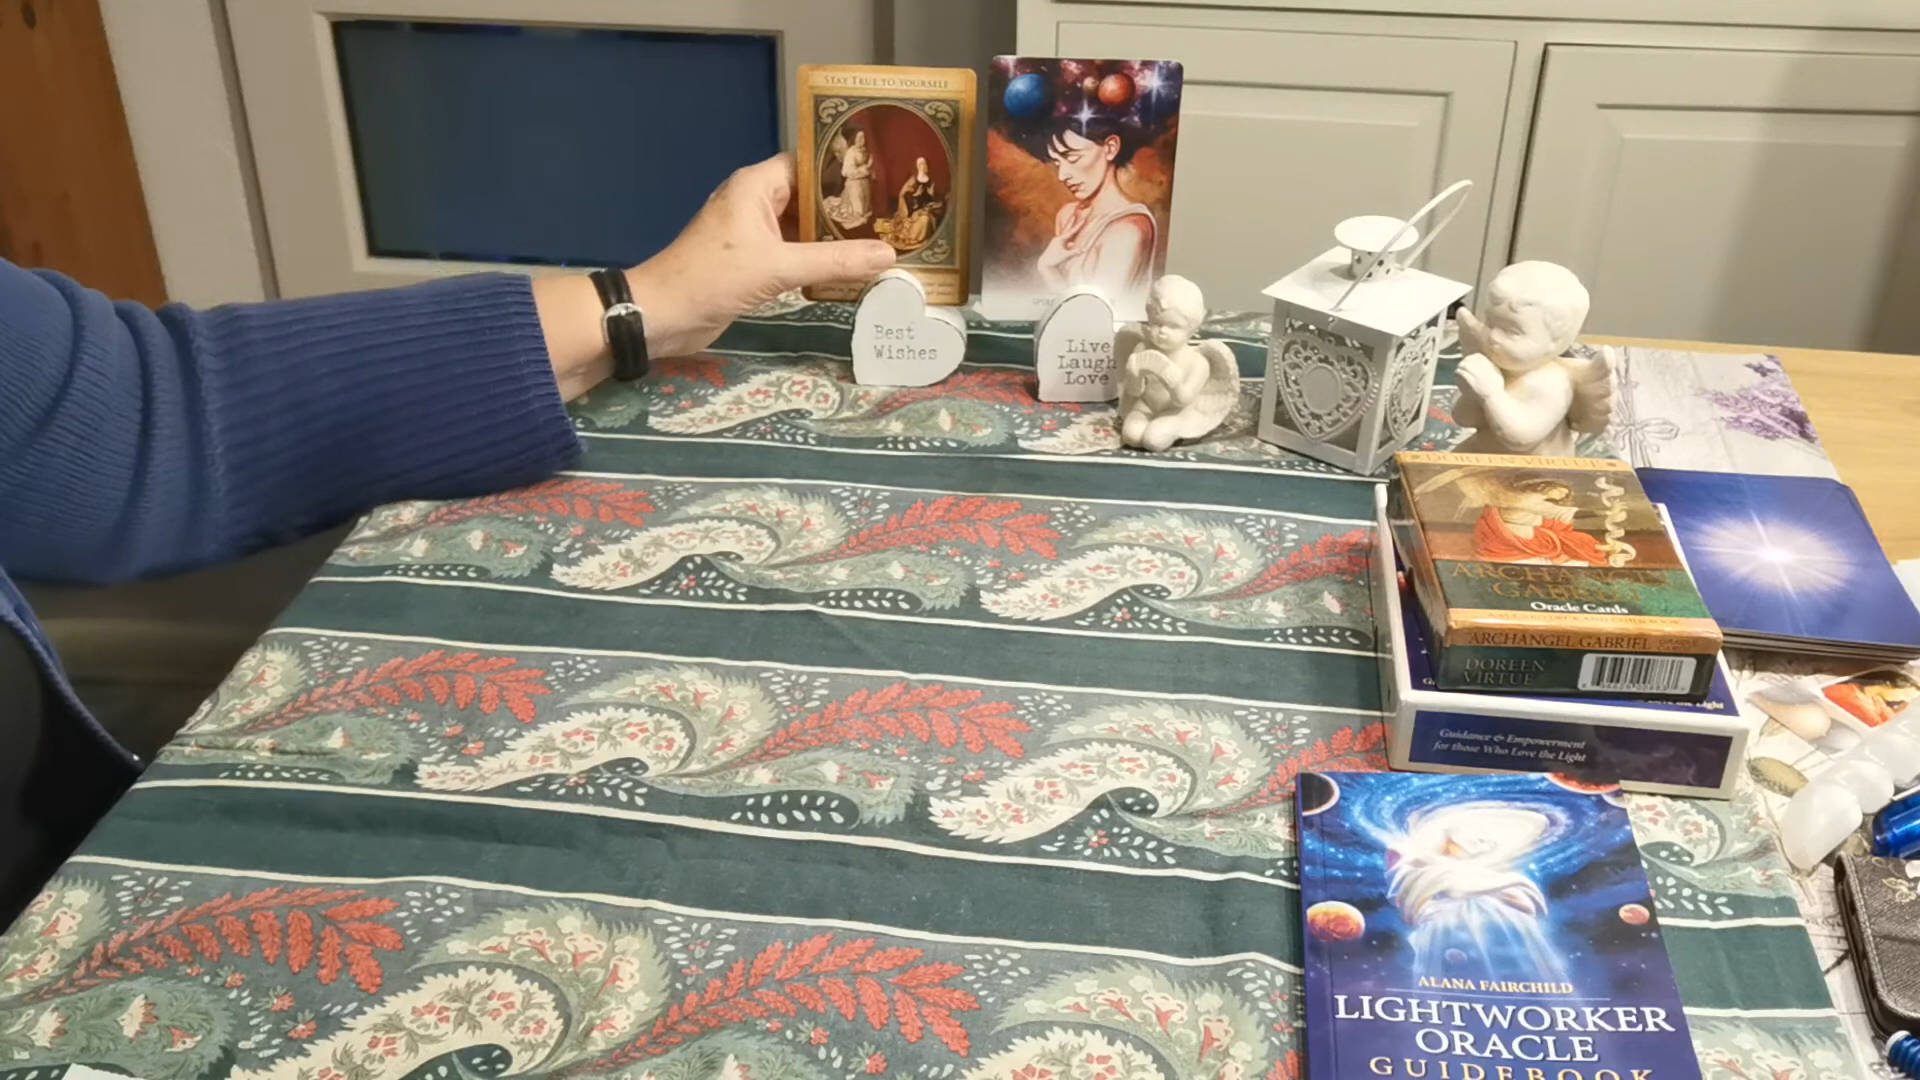 STAY TRUE TO YOURSELF
Best
Wishes
Live
Laugh
Love
DOREEN VIRTUE
ARCHANGEL
GABRIEL
Oracle Cards
ARCHANGEL GABRIEL
DOREEN
VIRTUE
Guidance & Empowerment
for those Who Love the Light
ALANA FAIRCHILD
LIGHTWORKER
ORACLE
GUIDEBOOK